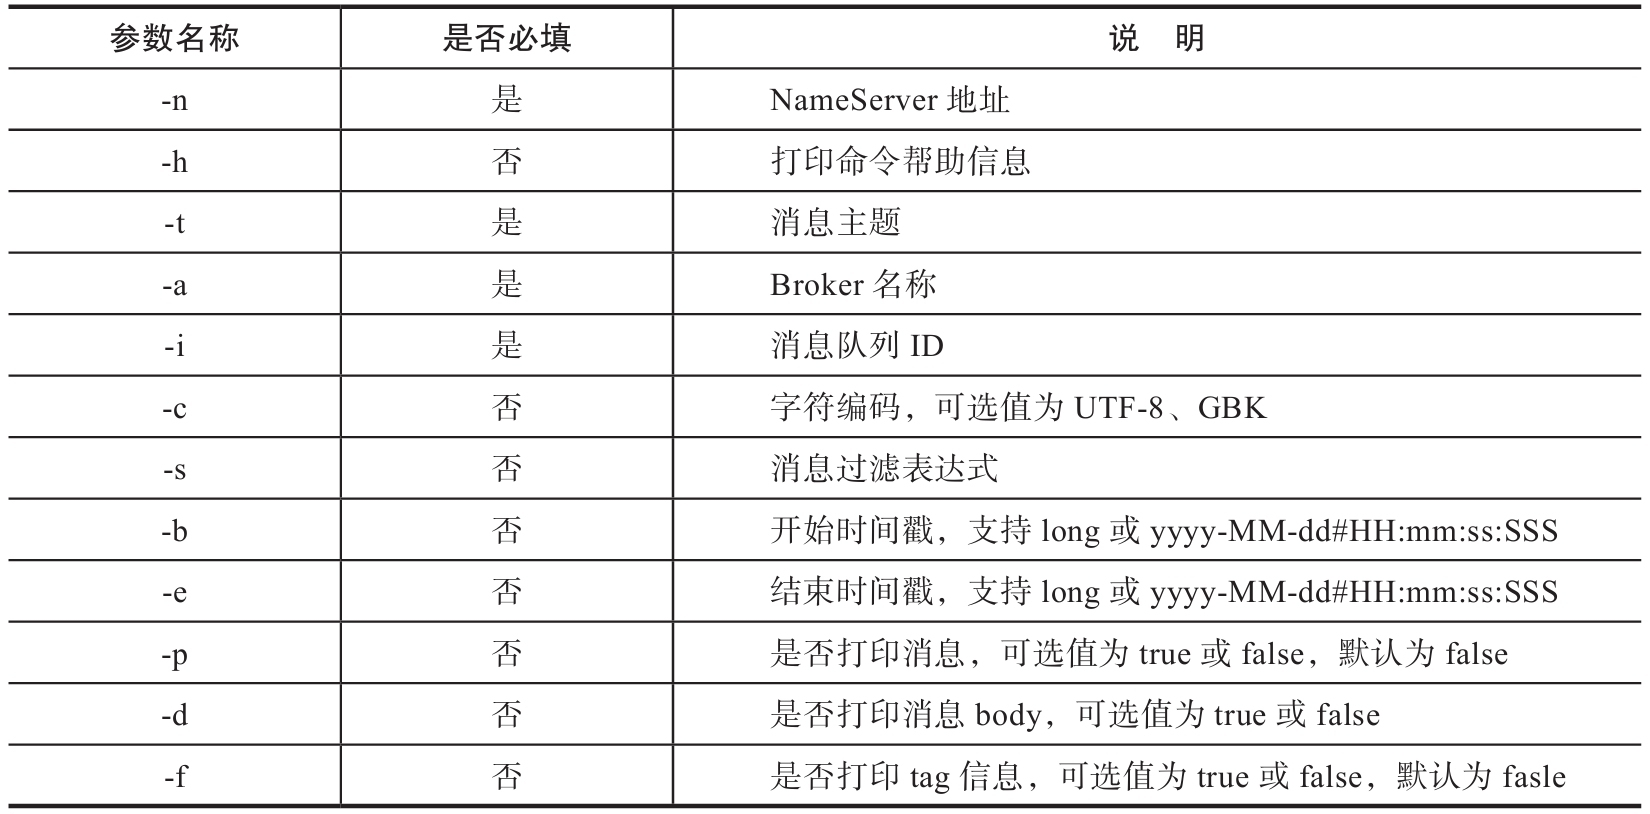 参数名称 是否必填 说 明
-n 是 NameServer 地址
-h 否 打印命令帮助信息
-t 是 消息主题
-a 是 Broker 名称
-i 是 消息队列 ID
-c 否 字符编码，可选值为 UTF-8、GBK
-s 否 消息过滤表达式
-b 否 开始时间戳，支持 long 或 yyyy-MM-dd#HH:mm:ss:SSS
-e 否 结束时间戳，支持 long 或 yyyy-MM-dd#HH:mm:ss:SSS
-p 否 是否打印消息，可选值为 true 或 false，默认为 false
-d 否 是否打印消息 body，可选值为 true 或 false
-f 否 是否打印 tag 信息，可选值为 true 或 false，默认为 fasle